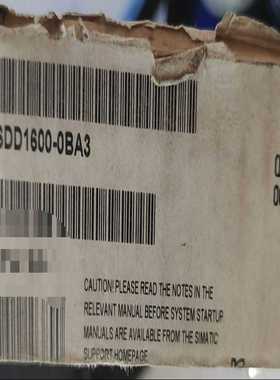 6DD1600-0BA3
CAUTION! PLEASE READ THE NOTES IN THE
RELEVANT MANUAL BEFORE SYSTEM STARTUP
MANUALS ARE AVAILABLE FROM THE SIMATIC
SUPPORT HOMEPAGE